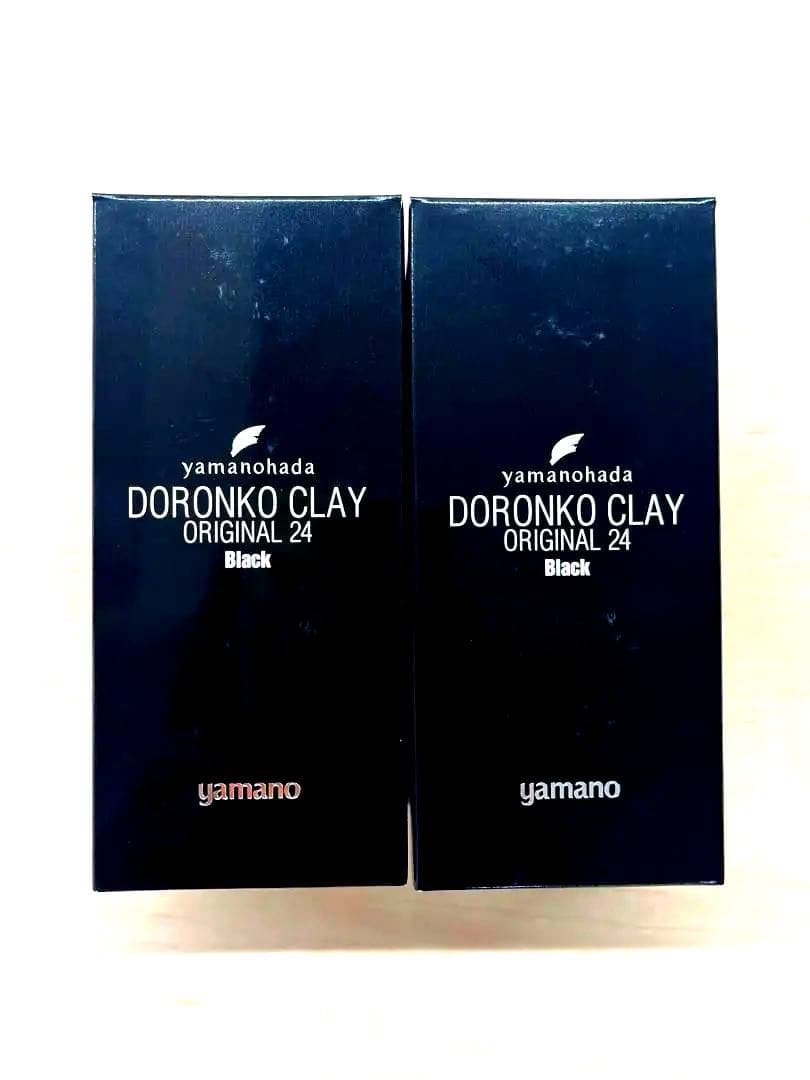 yamanohada
DORONKO CLAY
ORIGINAL 24
Black
yamano
yamanohada
DORONKO CLAY
ORIGINAL 24
Black
yamano